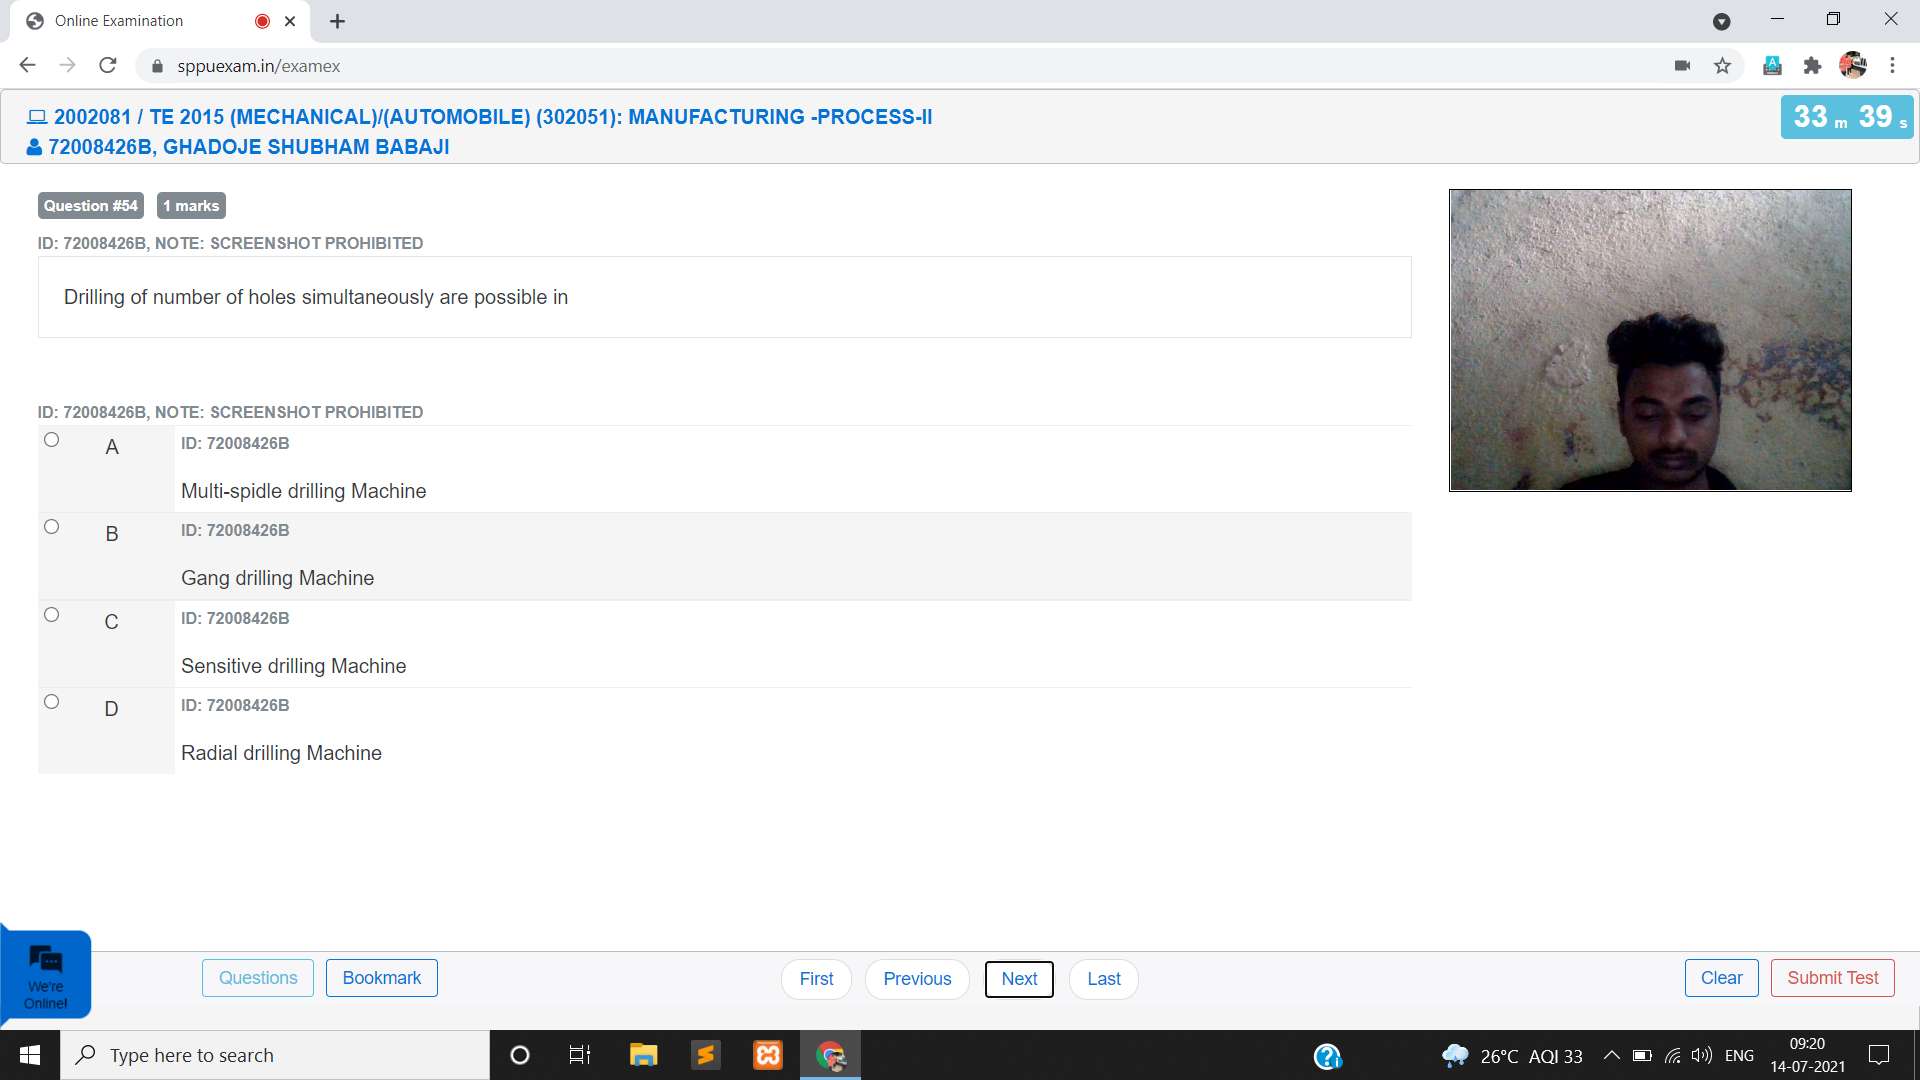 Online Examination
sppuexam.in/examex
2002081 / TE 2015 (MECHANICAL)/(AUTOMOBILE) (302051): MANUFACTURING -PROCESS-II
72008426B, GHADOJE SHUBHAM BABAJI
33 m 39 s
Question #54 1 marks
ID: 72008426B, NOTE: SCREENSHOT PROHIBITED
Drilling of number of holes simultaneously are possible in
ID: 72008426B, NOTE: SCREENSHOT PROHIBITED
A ID: 72008426B
Multi-spidle drilling Machine
B ID: 72008426B
Gang drilling Machine
C ID: 72008426B
Sensitive drilling Machine
D ID: 72008426B
Radial drilling Machine
We're
Online!
Questions Bookmark First Previous Next Last Clear Submit Test
Type here to search
26°C AQI 33 ENG
09:20
14-07-2021